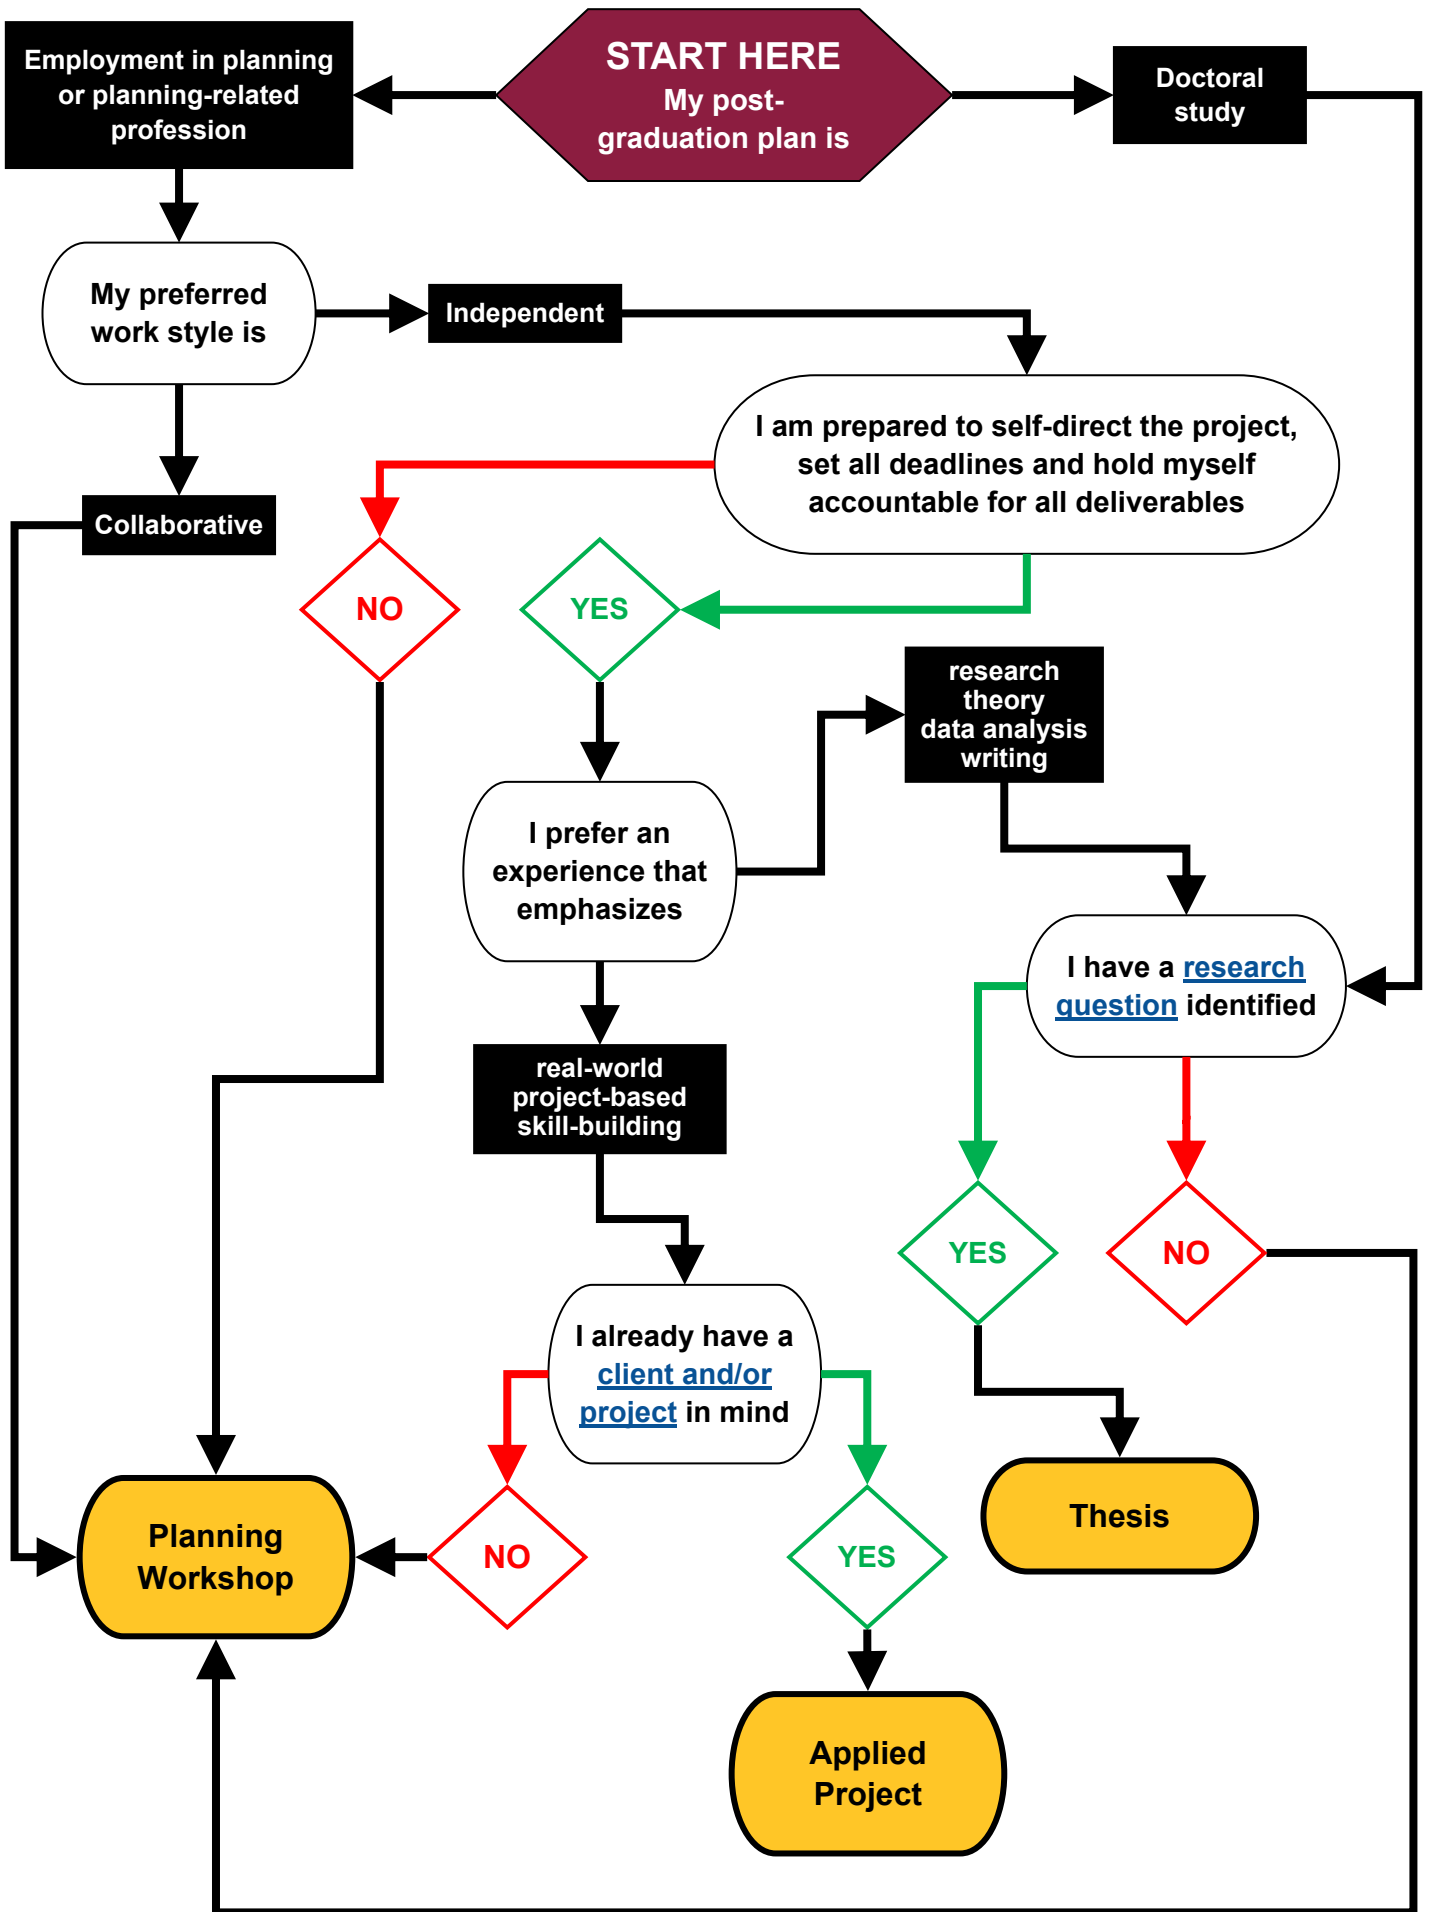 START HERE
My post-
graduation plan is
Employment in planning
or planning-related
profession
Doctoral
study
My preferred
work style is
Independent
I am prepared to self-direct the project,
set all deadlines and hold myself
accountable for all deliverables
Collaborative
NO
YES
research
theory
data analysis
writing
I prefer an
experience that
emphasizes
I have a research
question identified
real-world
project-based
skill-building
YES
NO
I already have a
client and/or
project in mind
Planning
Workshop
NO
YES
Thesis
Applied
Project